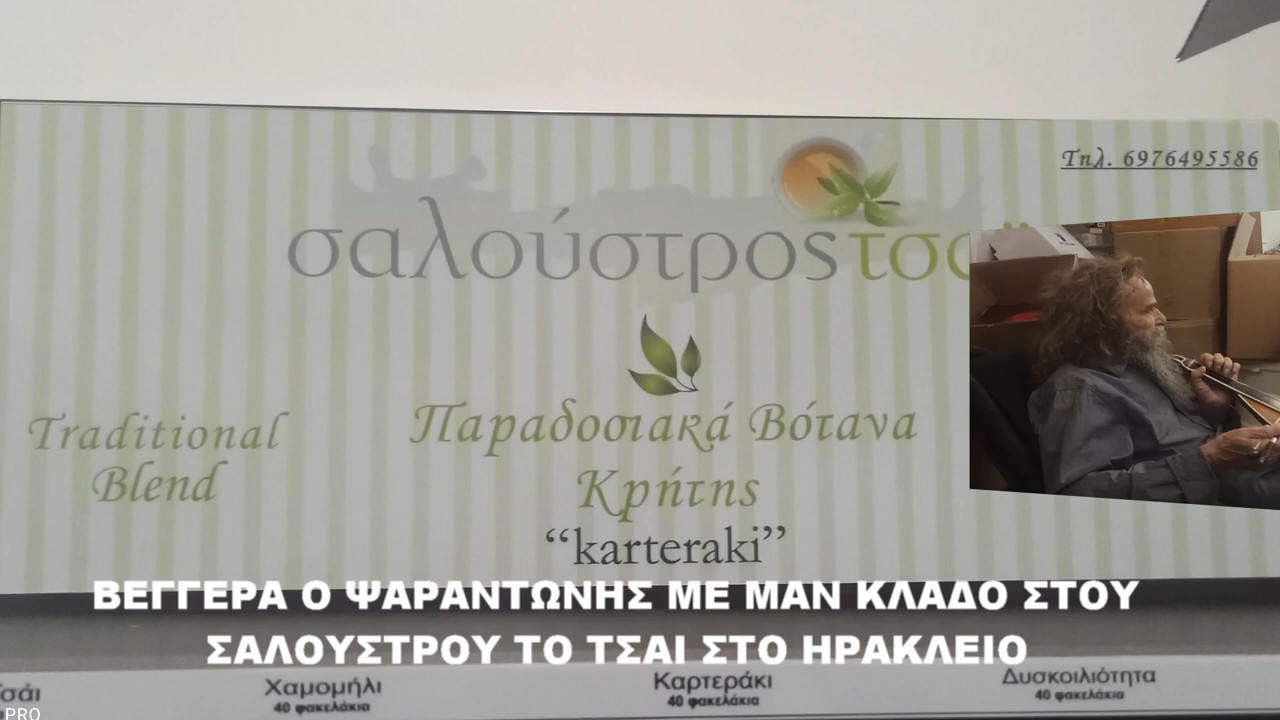 Τηλ. 6976495586
σαλούστρος
Traditional
Blend
Παραδοσιακά Βότανα
Κρήτης
“karteraki”
ΒΕΓΓΕΡΑ Ο ΨΑΡΑΝΤΩΝΗΣ ΜΕ ΜΑΝ ΚΛΑΔΟ ΣΤΟΥ
ΣΑΛΟΥΣΤΡΟΥ ΤΟ ΤΣΑΙ ΣΤΟ ΗΡΑΚΛΕΙΟ
Χαμομήλι Καρτεράκι Δυσκοιλιότητα
40 φακελάκια 40 φακελάκια 40 φακελάκια
PRO